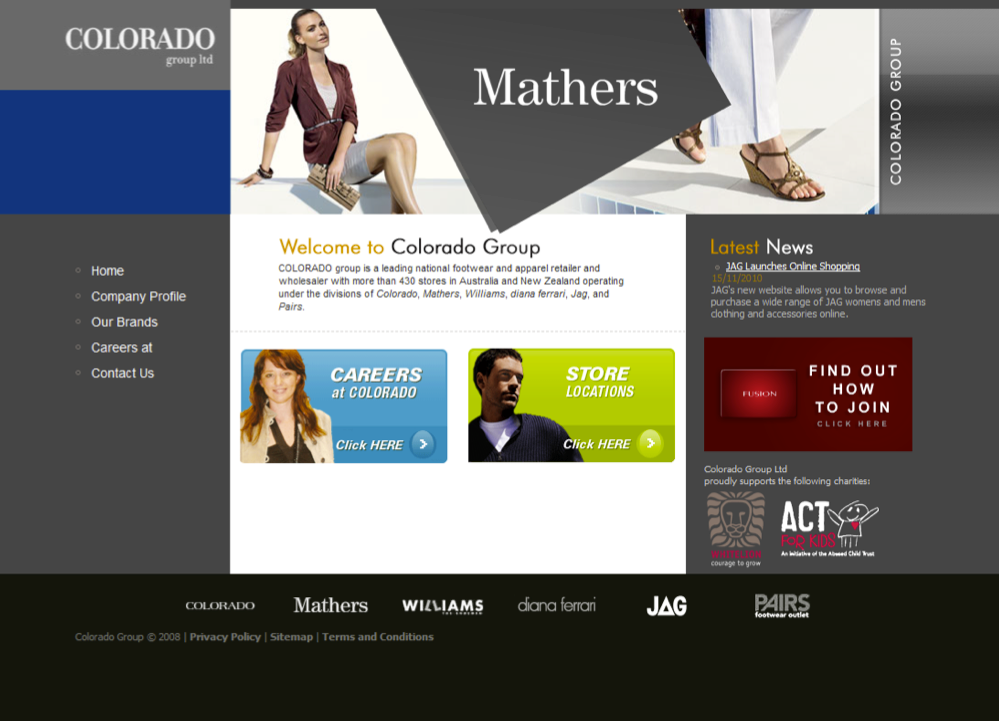 COLORADO
group ltd
Mathers
COLORADO GROUP
Home
Company Profile
Our Brands
Careers at
Contact Us
Welcome to Colorado Group
COLORADO group is a leading national footwear and apparel retailer and
wholesaler with more than 430 stores in Australia and New Zealand operating
under the divisions of Colorado, Mathers, Williams, diana ferrari, Jag, and
Pairs.
CAREERS
at COLORADO
Click HERE
STORE
LOCATIONS
Click HERE
Latest News
JAG Launches Online Shopping
15/11/2010
JAG's new website allows you to browse and
purchase a wide range of JAG womens and mens
clothing and accessories online.
FUSION
FIND OUT
HOW
TO JOIN
CLICK HERE
Colorado Group Ltd
proudly supports the following charities:
courage to grow
ACT
FOR KIDS
An Initiative of the Abused Child Trust
COLORADO
Mathers
WILLIAMS
THE SHOEMEN
diana ferrari
JAG
PAIRS
footwear outlet
Colorado Group © 2008 | Privacy Policy | Sitemap | Terms and Conditions